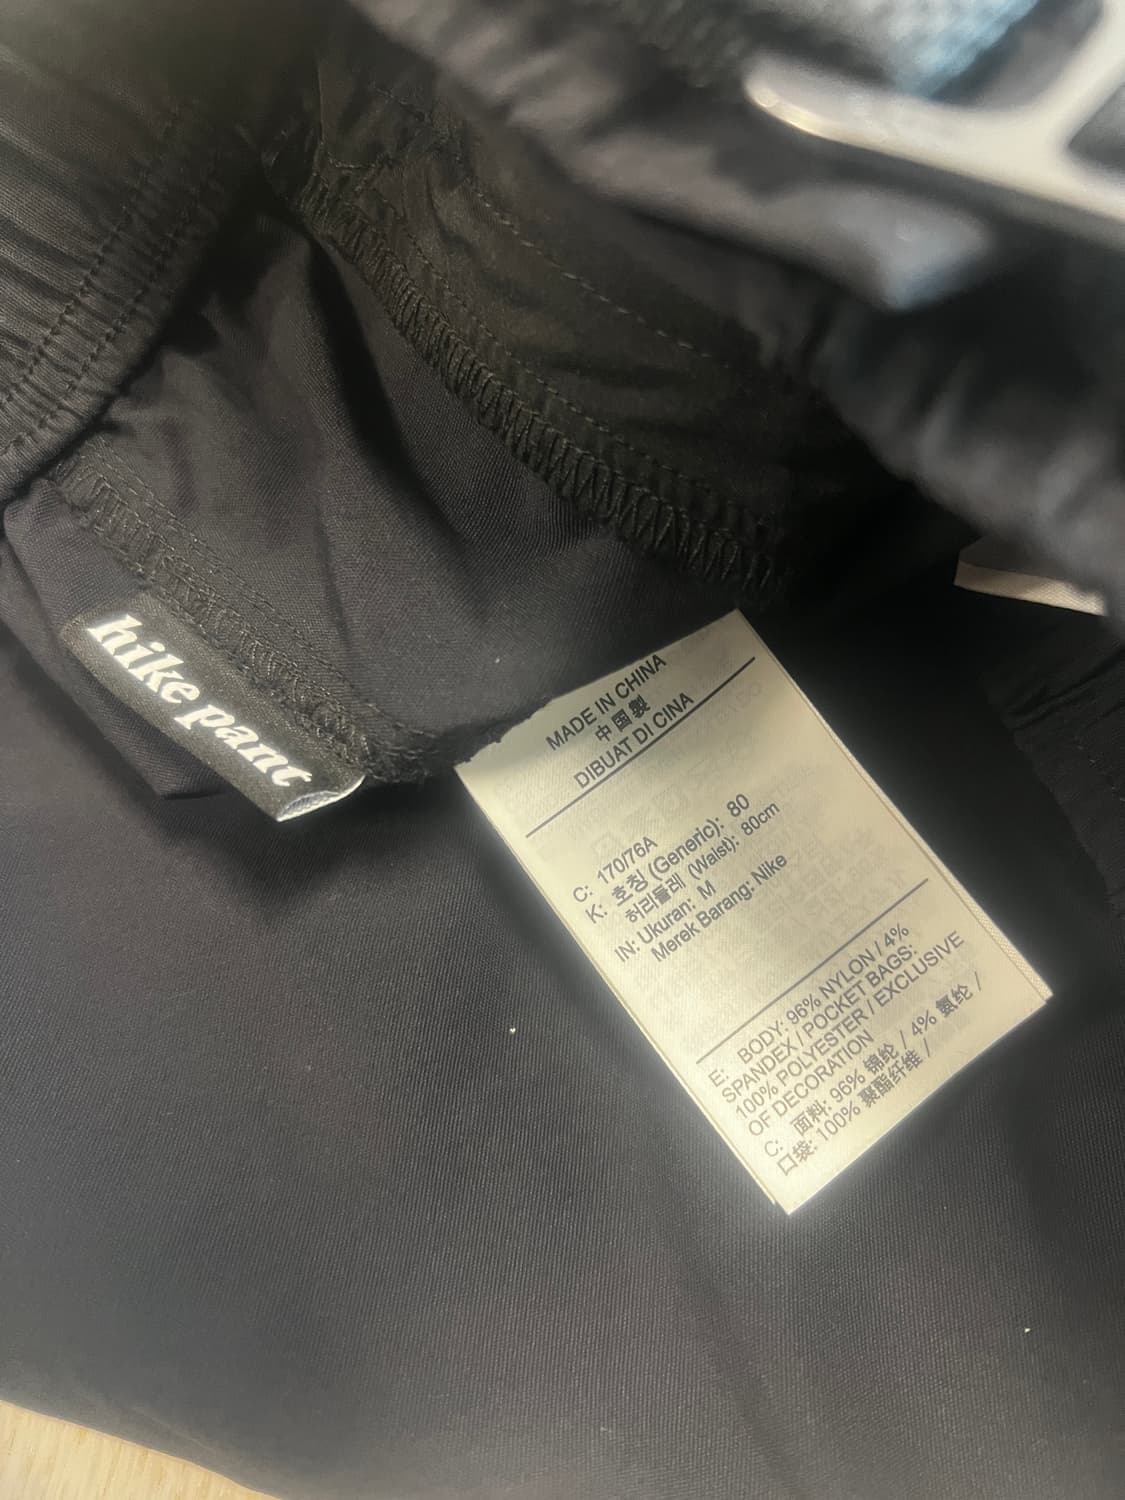 hike pant
MADE IN CHINA
中国製
DIBUAT DI CINA
C: 170/76A
K: 호칭 (Generic): 80
허리둘레 (Waist): 80cm
IN: Ukuran: M
Merek Barang: Nike
E: BODY: 96% NYLON / 4%
SPANDEX / POCKET BAGS:
100% POLYESTER / EXCLUSIVE
OF DECORATION
C: 面料: 96% 锦纶 / 4% 氨纶 /
口袋: 100% 聚酯纤维 /